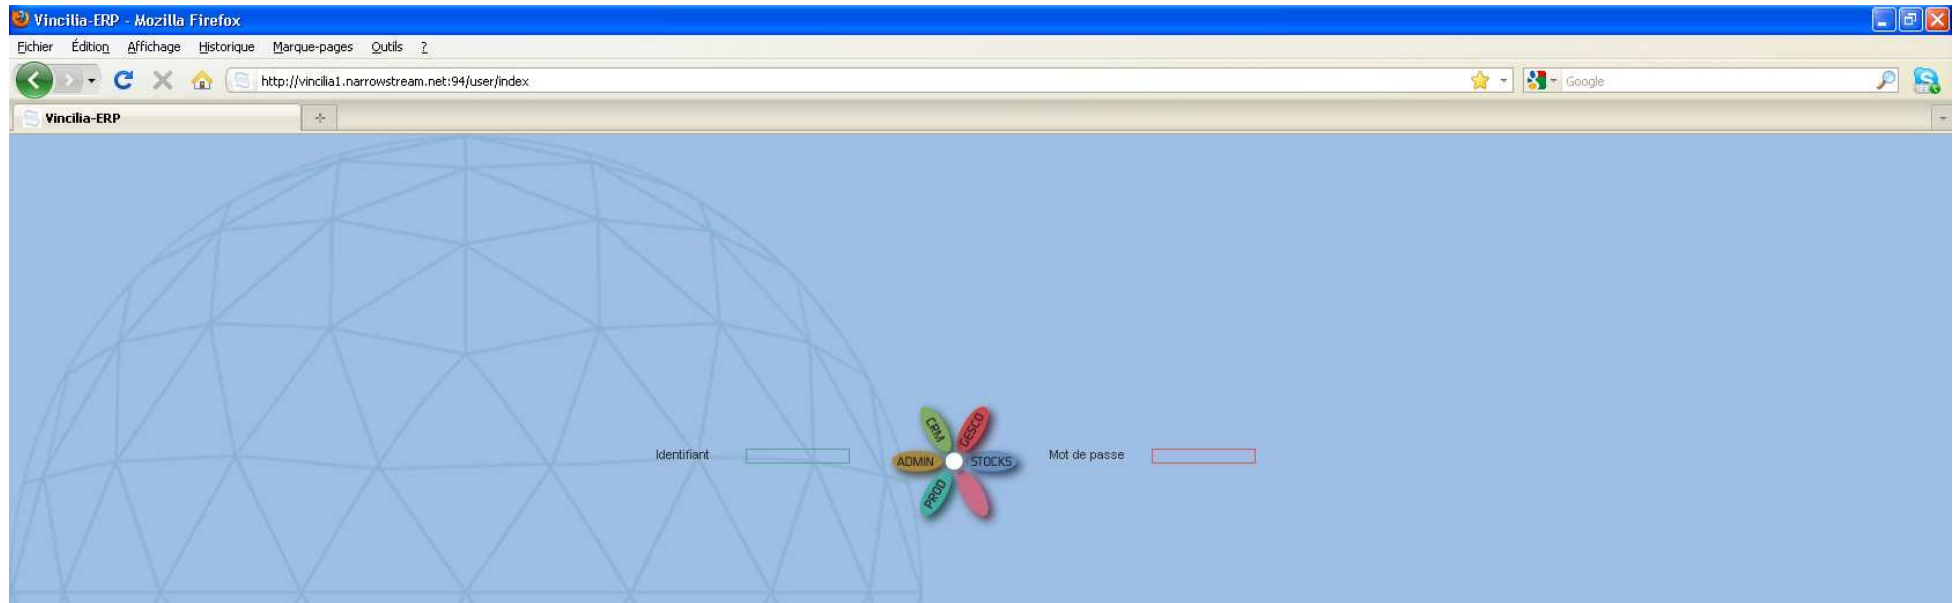 Vincilia-ERP - Mozilla Firefox
Fichier Édition Affichage Historique Marque-pages Outils ?
http://vincilia1.narrowstream.net:94/user/index Google
Vincilia-ERP
CRM GESCO
Identifiant ADMIN STOCKS Mot de passe
PROD